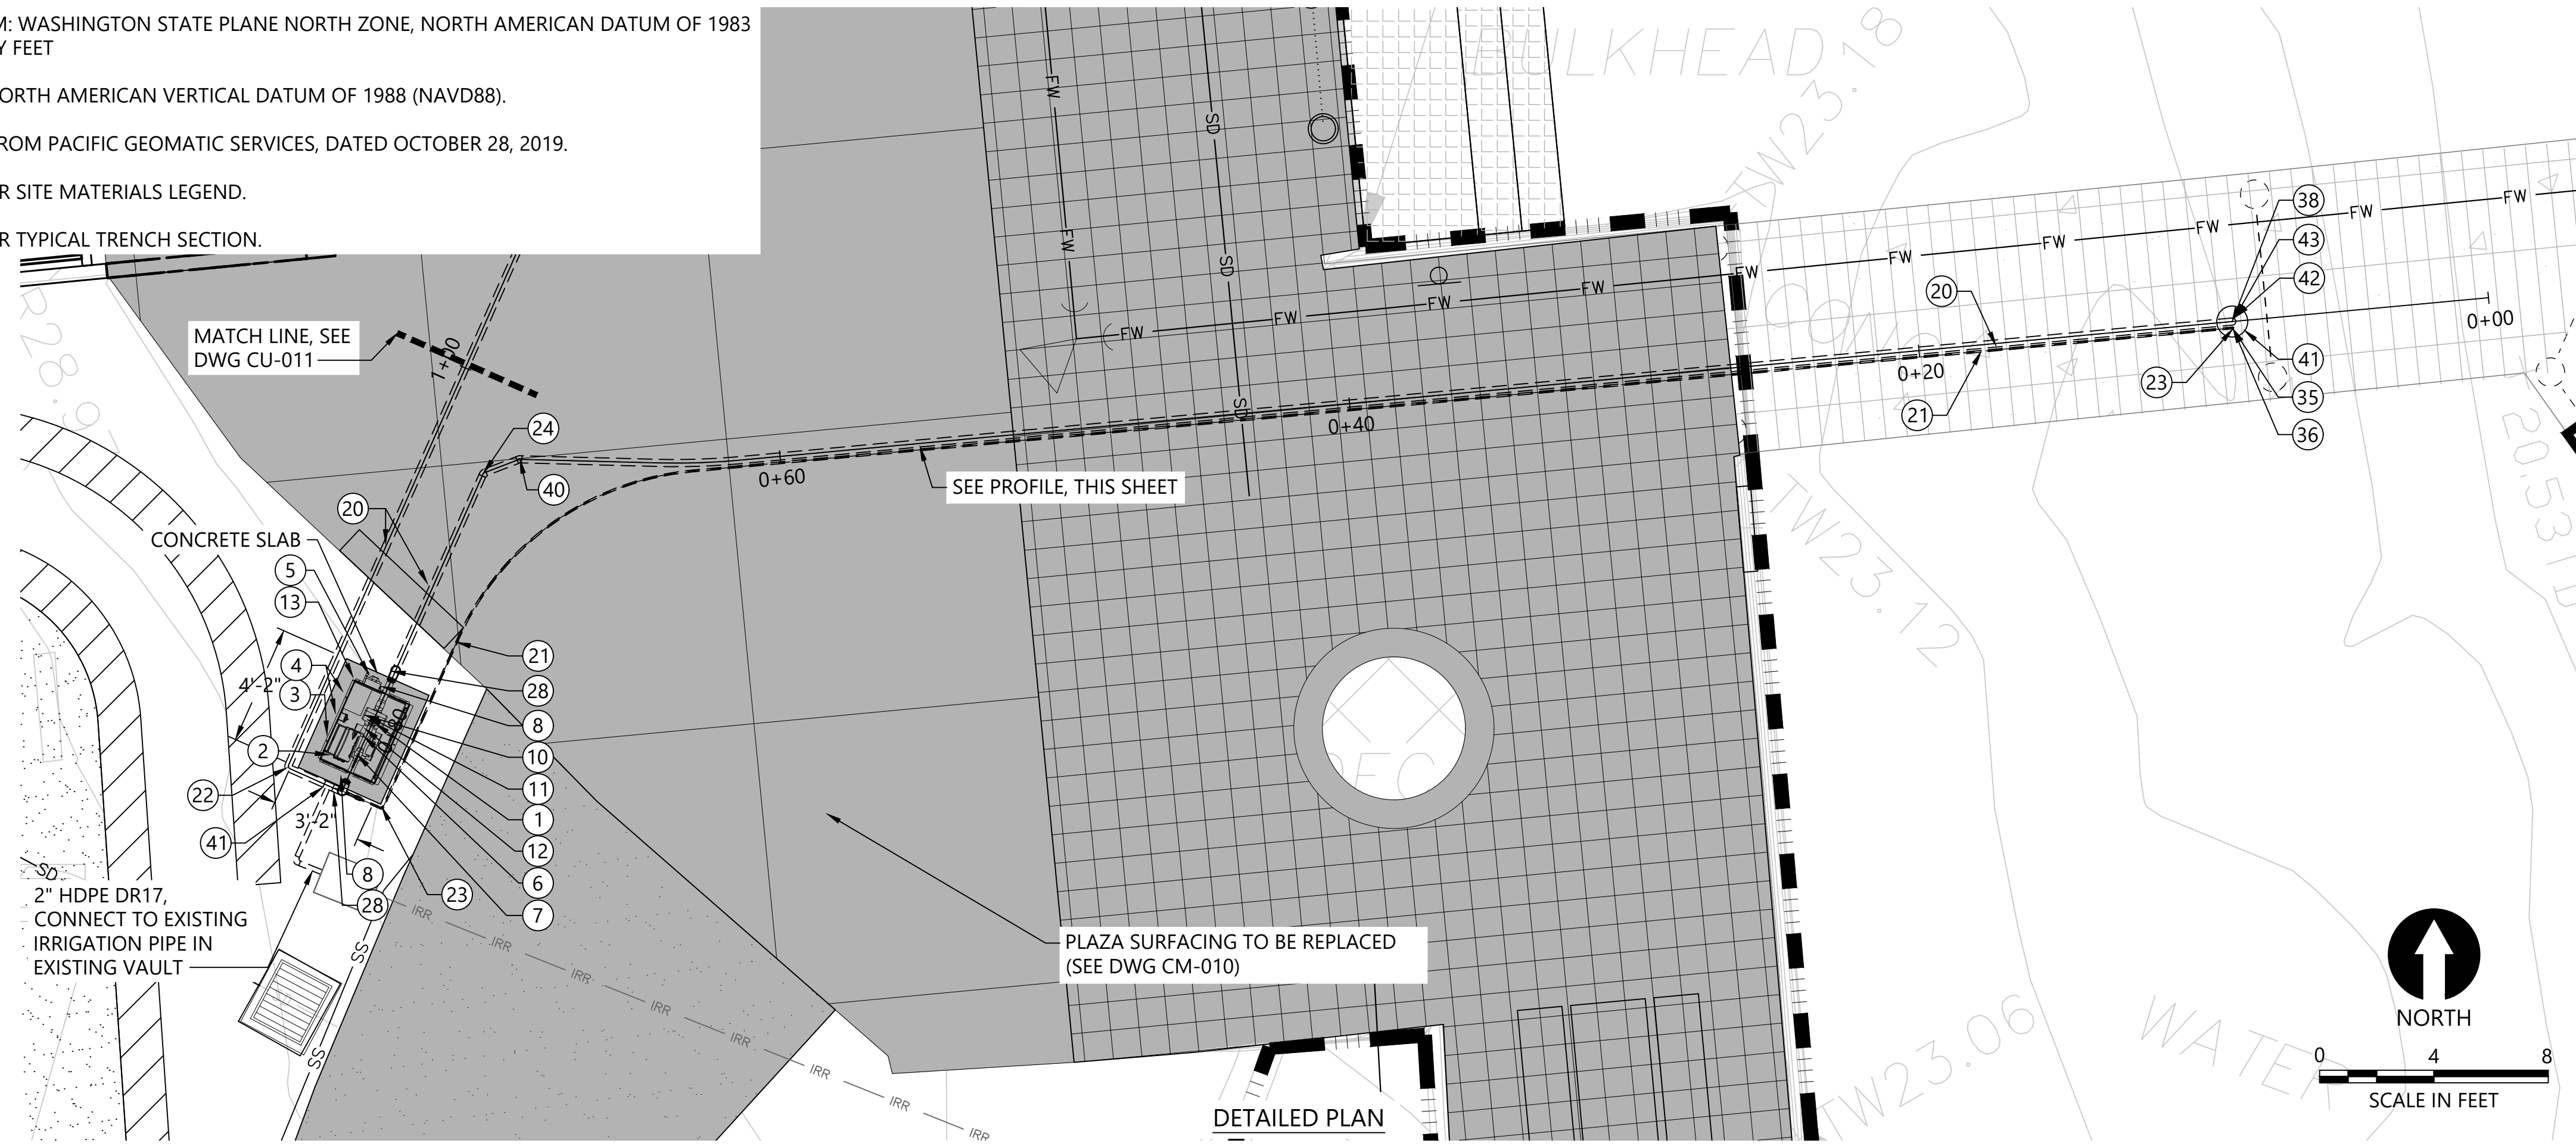 M: WASHINGTON STATE PLANE NORTH ZONE, NORTH AMERICAN DATUM OF 1983
Y FEET
ORTH AMERICAN VERTICAL DATUM OF 1988 (NAVD88).
ROM PACIFIC GEOMATIC SERVICES, DATED OCTOBER 28, 2019.
R SITE MATERIALS LEGEND.
R TYPICAL TRENCH SECTION.
BULKHEAD
TW23.18
FW
FW
SD
SD
SD
FW
FW
FW
FW
FW
FW
FW
FW
FW
FW
38
43
42
41
35
36
23
20
21
0+00
0+20
0+40
0+60
1+00
MATCH LINE, SEE
DWG CU-011
24
40
SEE PROFILE, THIS SHEET
20
CONCRETE SLAB
5
13
4
4'-2"
3
2
22
3'-2"
41
21
28
8
10
11
1
12
6
7
8
28
23
SD
2" HDPE DR17,
CONNECT TO EXISTING
IRRIGATION PIPE IN
EXISTING VAULT
SS
SS
IRR
IRR
IRR
IRR
IRR
IRR
IRR
IRR
PLAZA SURFACING TO BE REPLACED
(SEE DWG CM-010)
TW23.12
TW23.06
WATER
DETAILED PLAN
NORTH
0 4 8
SCALE IN FEET